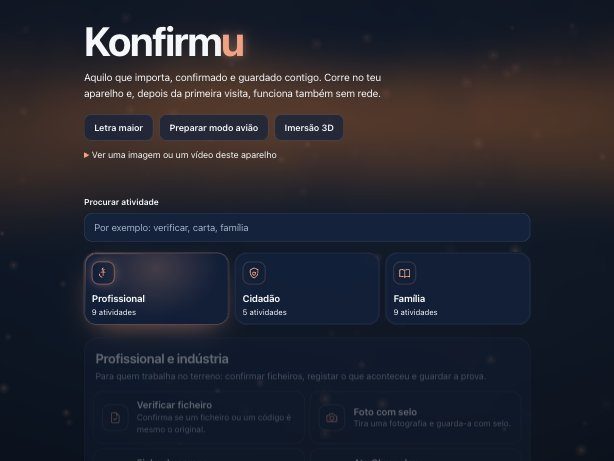 Konfirmu
Aquilo que importa, confirmado e guardado contigo. Corre no teu
aparelho e, depois da primeira visita, funciona também sem rede.
Letra maior
Preparar modo avião
Imersão 3D
Ver uma imagem ou um vídeo deste aparelho
Procurar atividade
Por exemplo: verificar, carta, família
Profissional
9 atividades
Cidadão
5 atividades
Família
9 atividades
Profissional e indústria
Para quem trabalha no terreno: confirmar ficheiros, registar o que aconteceu e guardar a prova.
Verificar ficheiro
Confirma se um ficheiro ou um código é
mesmo o original.
Foto com selo
Tira uma fotografia e guarda-a com selo.